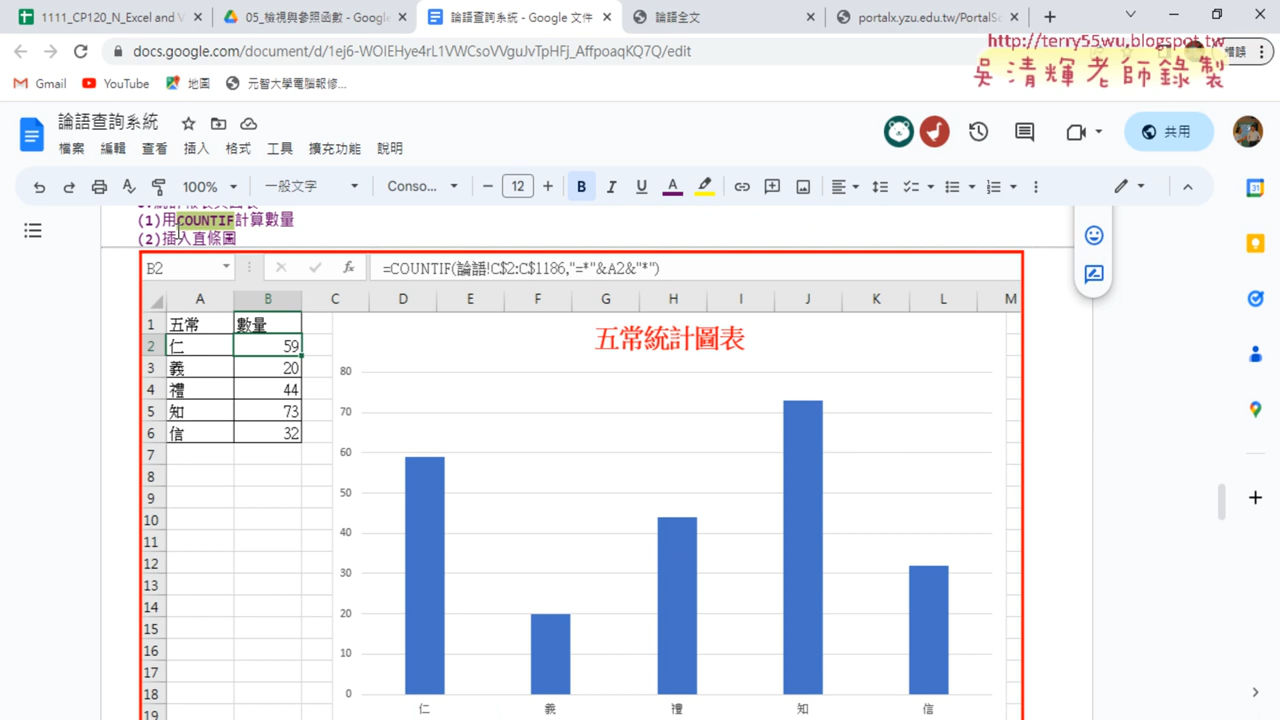 1111_CP120_N_Excel and V
05_檢視與參照函數 - Google
論語查詢系統 - Google 文件
論語全文
portalx.yzu.edu.tw/PortalSo
docs.google.com/document/d/1ej6-WOlEHye4rL1VWCsoVVguJvTpHFj_AffpoaqKQ7Q/edit
http://terry55wu.blogspot.tw
吳清輝老師錄製
Gmail
YouTube
地圖
元智大學電腦報修...
論語查詢系統
檔案 編輯 查看 插入 格式 工具 擴充功能 說明
共用
100% 一般文字 Conso... 12 B I U A
(1)用COUNTIF計算數量
(2)插入直條圖
B2 fx =COUNTIF(論語!C$2:C$1186,"=*"&A2&"*")
A B C D E F G H I J K L M
1 五常 數量
2 仁 59
3 義 20
4 禮 44
5 知 73
6 信 32
7
8
9
10
11
12
13
14
15
16
17
18
19
五常統計圖表
80
70
60
50
40
30
20
10
0
仁 義 禮 知 信